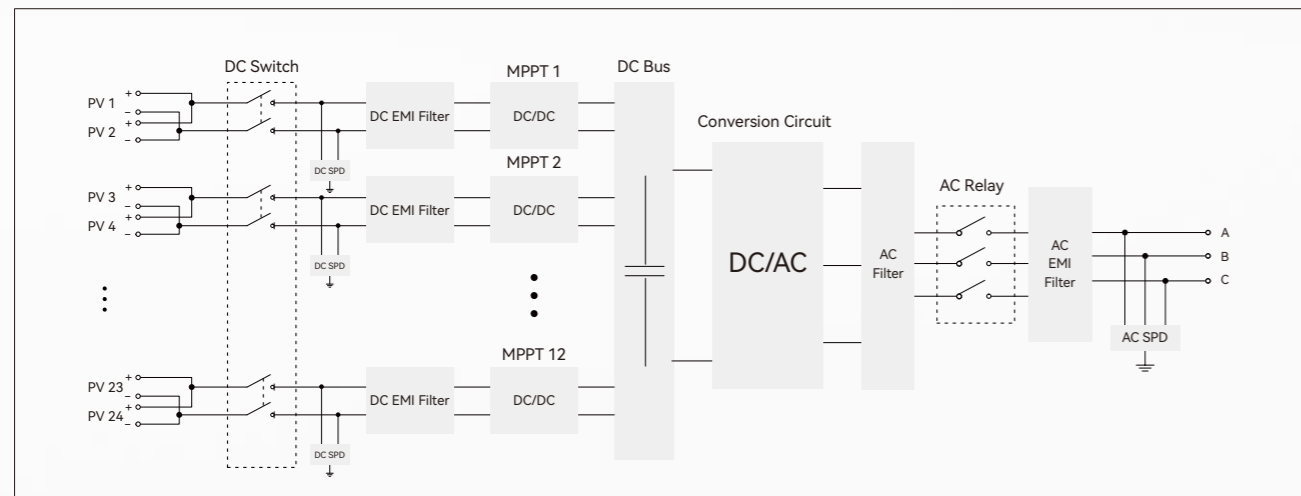 DC Switch
MPPT 1
DC Bus
PV 1
+
−
PV 2
+
−
DC EMI Filter
DC/DC
DC SPD
Conversion Circuit
MPPT 2
PV 3
+
−
PV 4
+
−
DC EMI Filter
DC/DC
DC SPD
DC/AC
AC
Filter
AC Relay
AC
EMI
Filter
A
B
C
AC SPD
MPPT 12
PV 23
+
−
PV 24
+
−
DC EMI Filter
DC/DC
DC SPD